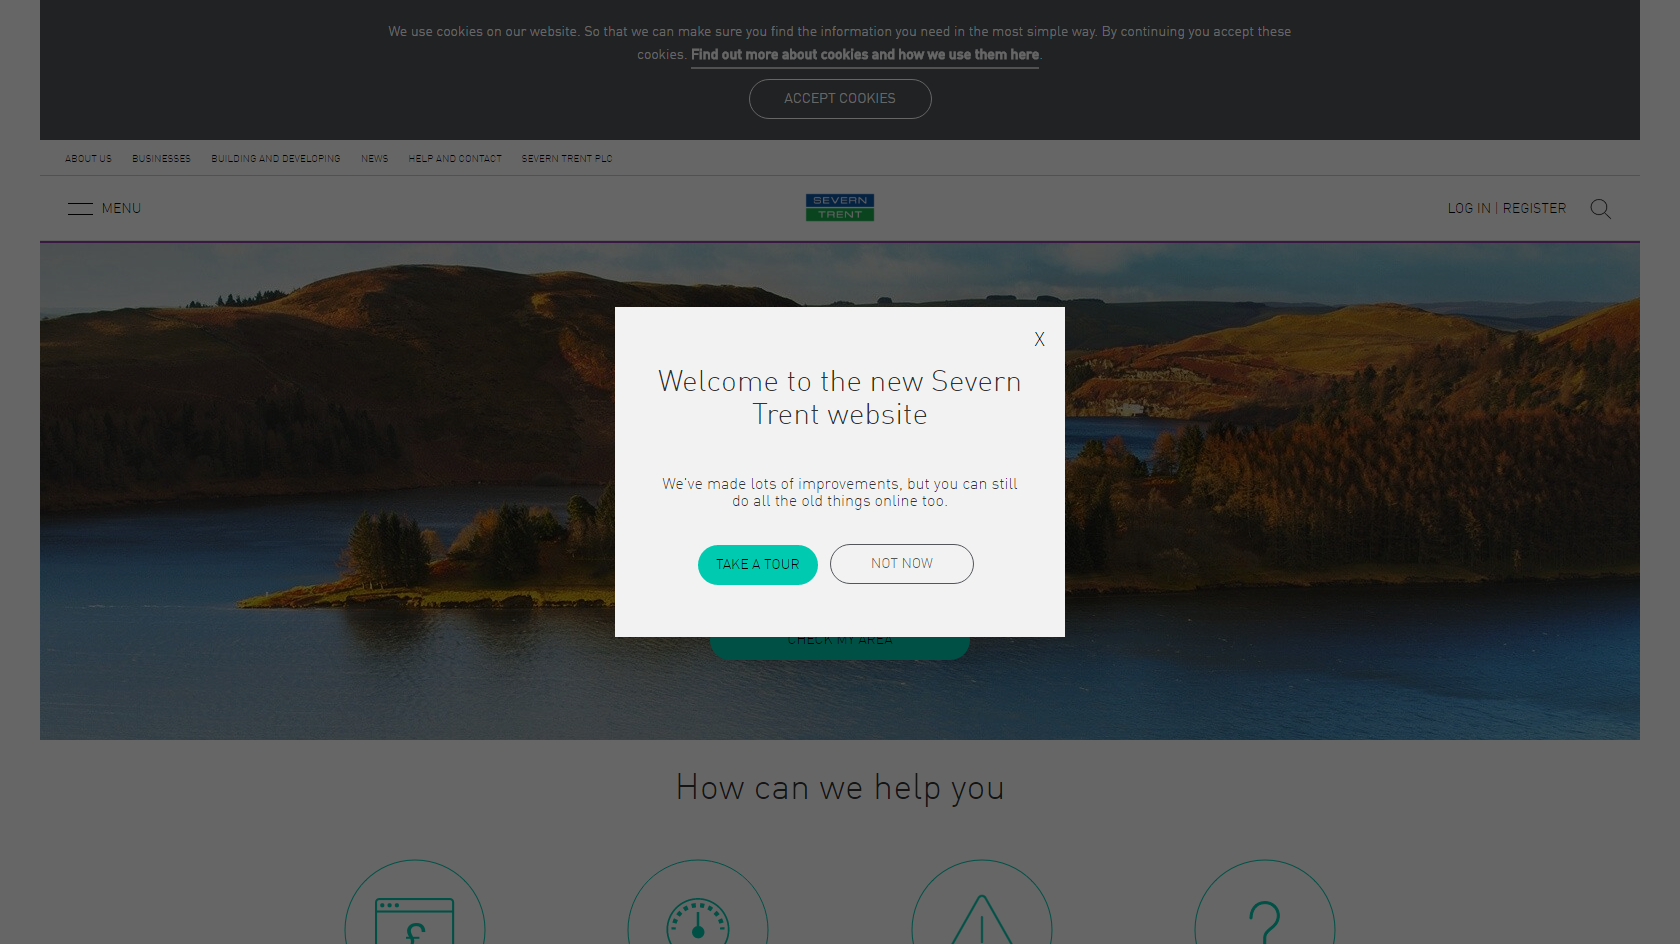 We use cookies on our website. So that we can make sure you find the information you need in the most simple way. By continuing you accept these
cookies. Find out more about cookies and how we use them here.
ACCEPT COOKIES
ABOUT US BUSINESSES BUILDING AND DEVELOPING NEWS HELP AND CONTACT SEVERN TRENT PLC
MENU
SEVERN
TRENT
LOG IN | REGISTER
X
Welcome to the new Severn
Trent website
We've made lots of improvements, but you can still
do all the old things online too.
TAKE A TOUR
NOT NOW
CHECK MY AREA
How can we help you
£
?